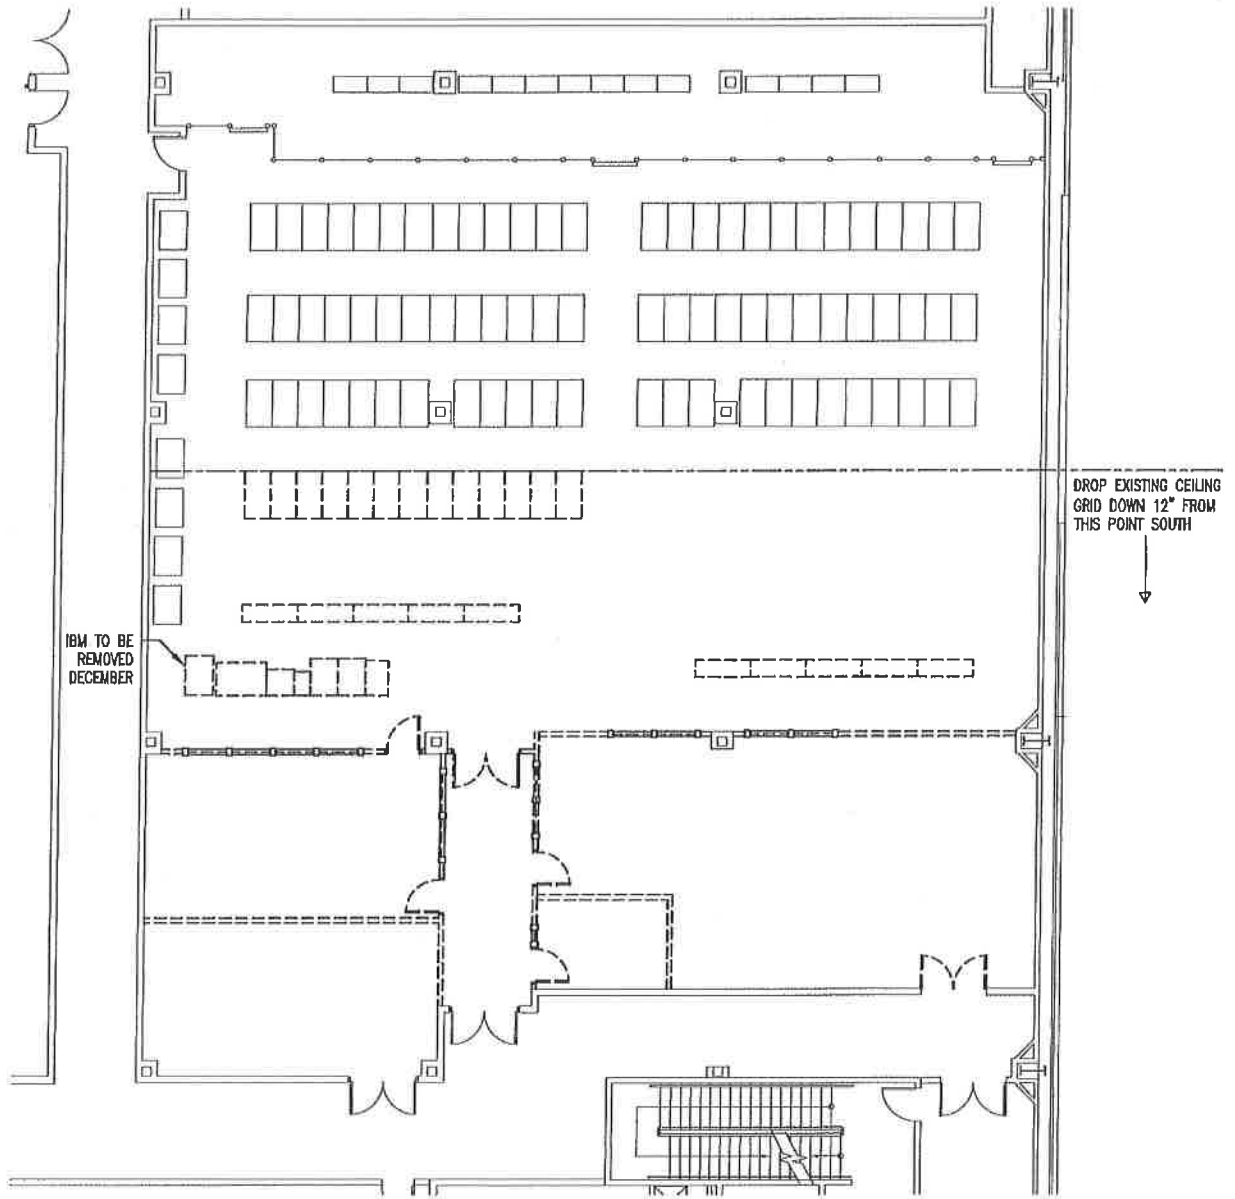 DROP EXISTING CEILING
GRID DOWN 12" FROM
THIS POINT SOUTH
IBM TO BE
REMOVED
DECEMBER